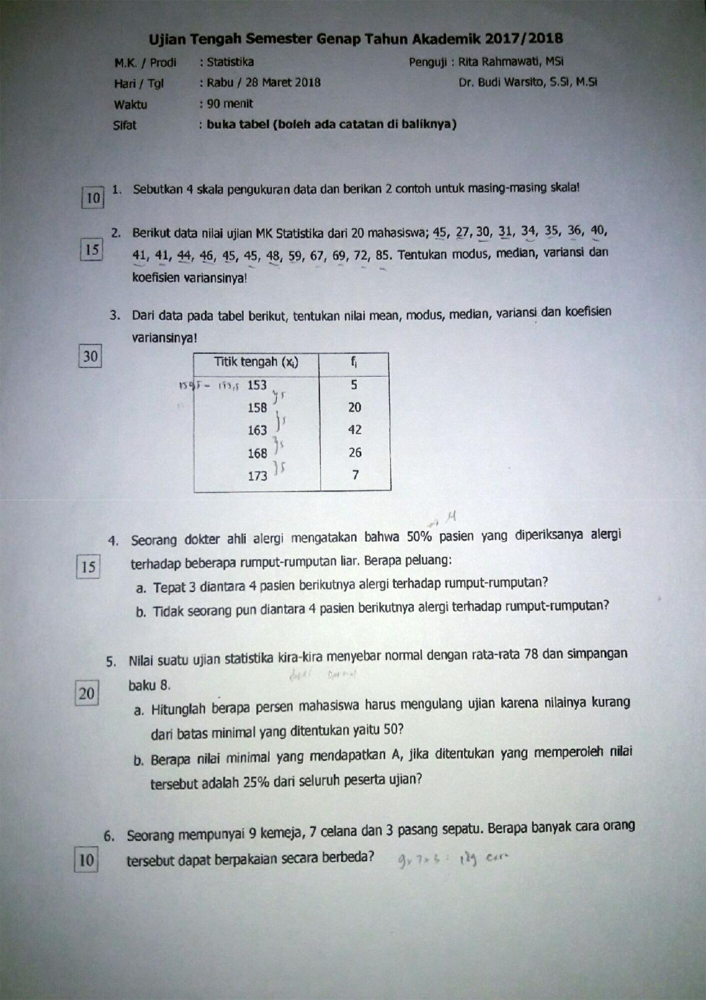 Ujian Tengah Semester Genap Tahun Akademik 2017/2018
M.K. / Prodi : Statistika Penguji : Rita Rahmawati, MSi
Hari / Tgl : Rabu / 28 Maret 2018 Dr. Budi Warsito, S.Si, M.Si
Waktu : 90 menit
Sifat : buka tabel (boleh ada catatan di baliknya)
10 1. Sebutkan 4 skala pengukuran data dan berikan 2 contoh untuk masing-masing skala!
2. Berikut data nilai ujian MK Statistika dari 20 mahasiswa; 45, 27, 30, 31, 34, 35, 36, 40,
15 41, 41, 44, 46, 45, 45, 48, 59, 67, 69, 72, 85. Tentukan modus, median, variansi dan
koefisien variansinya!
3. Dari data pada tabel berikut, tentukan nilai mean, modus, median, variansi dan koefisien
variansinya!
30
Titik tengah (xi) fi
153 5
158 20
163 42
168 26
173 7
4. Seorang dokter ahli alergi mengatakan bahwa 50% pasien yang diperiksanya alergi
15 terhadap beberapa rumput-rumputan liar. Berapa peluang:
a. Tepat 3 diantara 4 pasien berikutnya alergi terhadap rumput-rumputan?
b. Tidak seorang pun diantara 4 pasien berikutnya alergi terhadap rumput-rumputan?
5. Nilai suatu ujian statistika kira-kira menyebar normal dengan rata-rata 78 dan simpangan
20 baku 8.
a. Hitunglah berapa persen mahasiswa harus mengulang ujian karena nilainya kurang
dari batas minimal yang ditentukan yaitu 50?
b. Berapa nilai minimal yang mendapatkan A, jika ditentukan yang memperoleh nilai
tersebut adalah 25% dari seluruh peserta ujian?
6. Seorang mempunyai 9 kemeja, 7 celana dan 3 pasang sepatu. Berapa banyak cara orang
10 tersebut dapat berpakaian secara berbeda? 9 x 7 x 3 = 189 cara